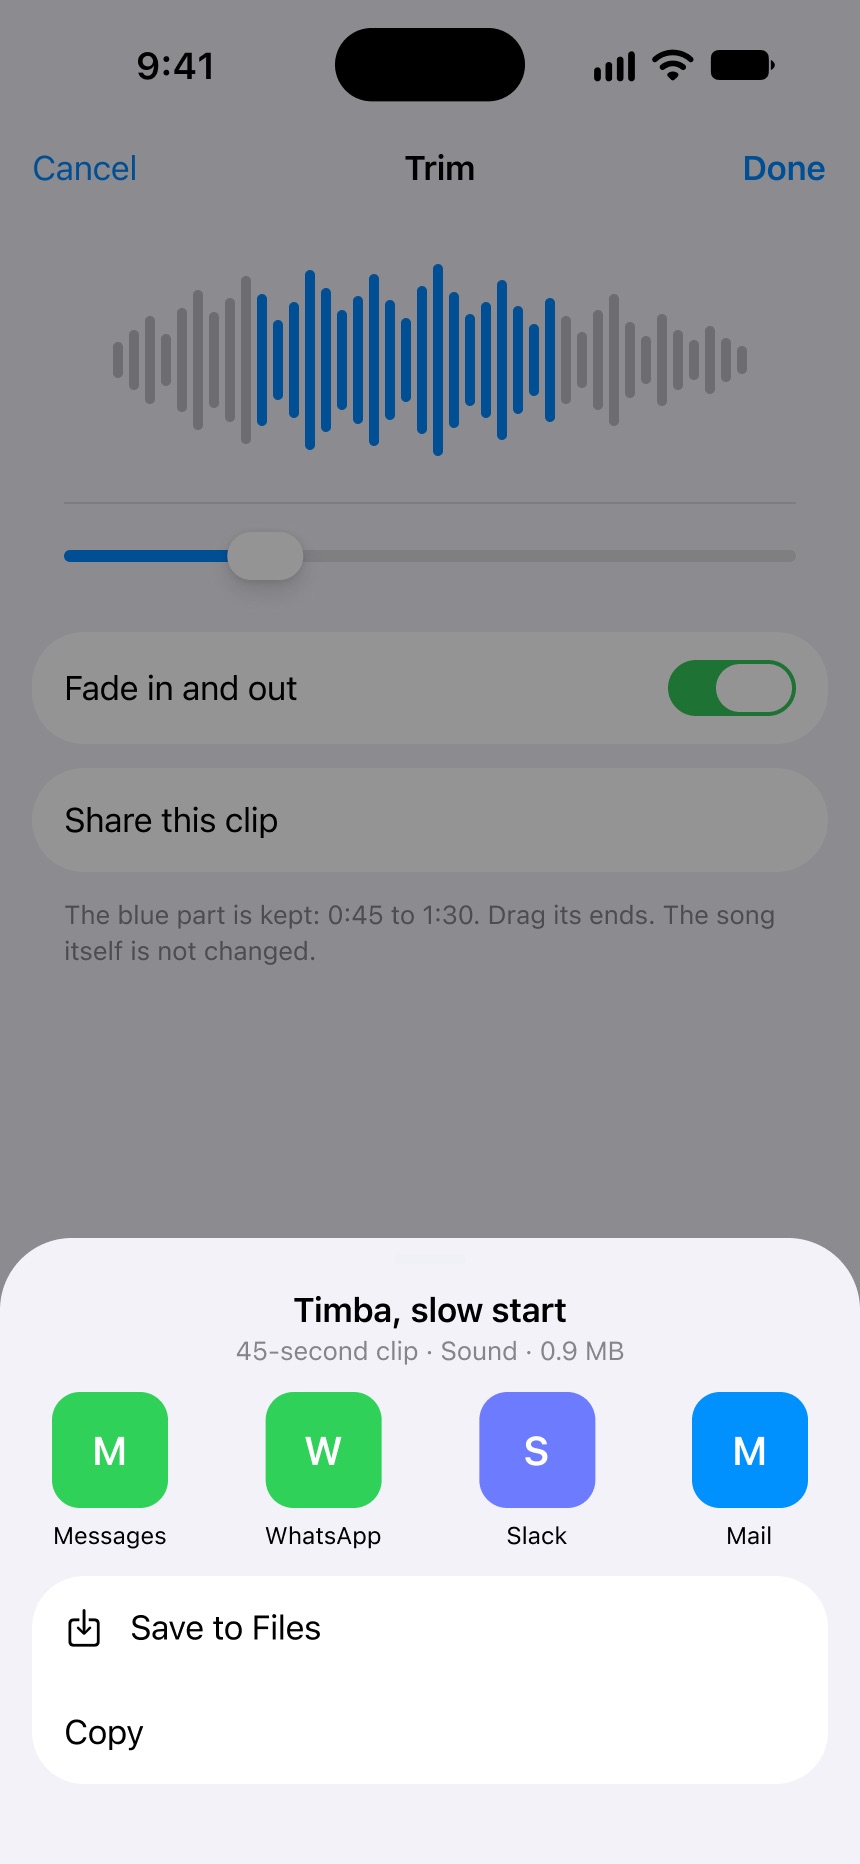 9:41
Cancel
Trim
Done
Fade in and out
Share this clip
The blue part is kept: 0:45 to 1:30. Drag its ends. The song
itself is not changed.
Timba, slow start
45-second clip · Sound · 0.9 MB
M
W
S
M
Messages
WhatsApp
Slack
Mail
Save to Files
Copy